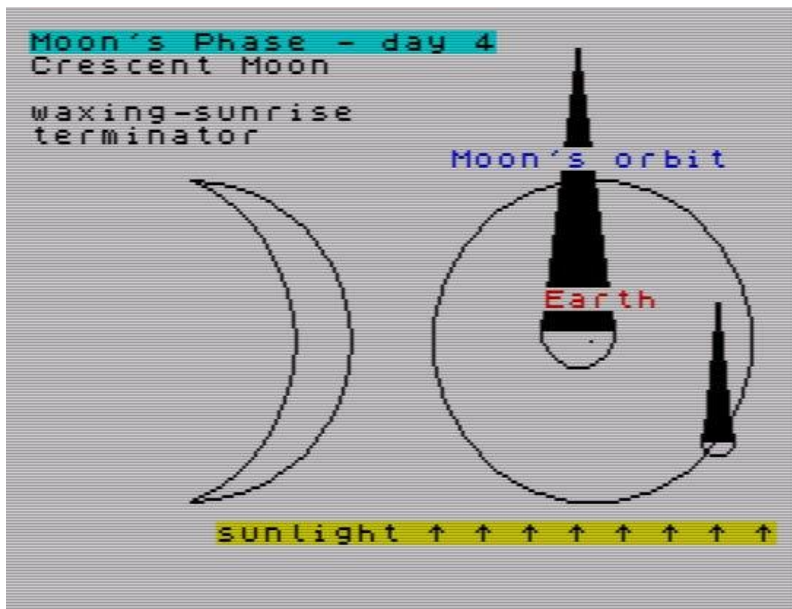 Moon's Phase - day 4
Crescent Moon
waxing-sunrise
terminator
Moon's orbit
Earth
sunlight ↑ ↑ ↑ ↑ ↑ ↑ ↑ ↑